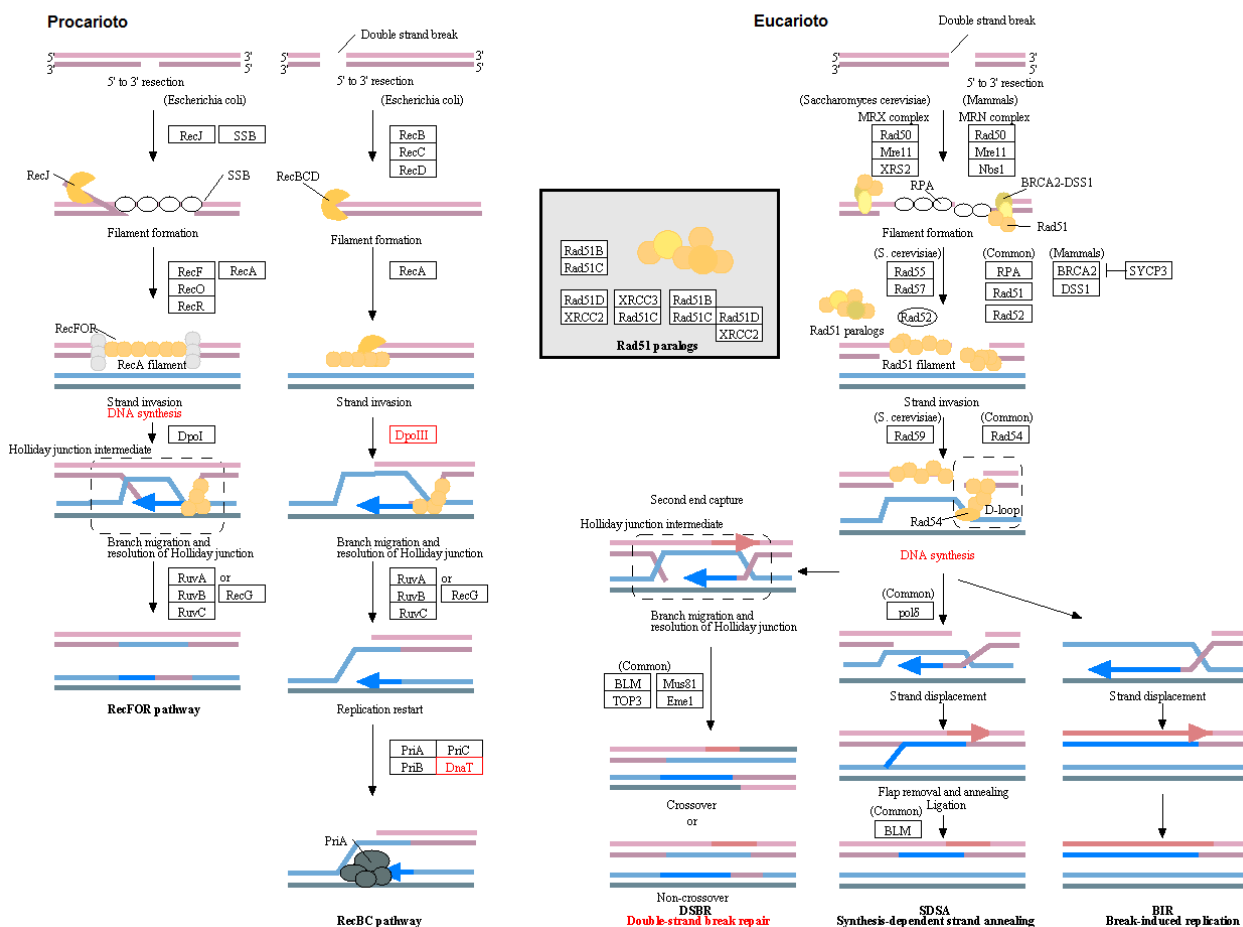 Procarioto
5'
3'
3'
5'
5' to 3' resection
(Escherichia coli)
RecJ
SSB
RecJ
SSB
Filament formation
RecF
RecA
RecO
RecR
RecFOR
RecA filament
Strand invasion
DNA synthesis
DpoI
Holliday junction intermediate
Branch migration and
resolution of Holliday junction
RuvA
or
RuvB
RecG
RuvC
RecFOR pathway
Double strand break
5'
3'
3'
5'
5' to 3' resection
(Escherichia coli)
RecB
RecC
RecD
RecBCD
Filament formation
RecA
Strand invasion
DpoIII
Branch migration and
resolution of Holliday junction
RuvA
or
RuvB
RecG
RuvC
Replication restart
PriA
PriC
PriB
DnaT
PriA
RecBC pathway
Rad51B
Rad51C
Rad51D
XRCC3
Rad51B
XRCC2
Rad51C
Rad51C
Rad51D
XRCC2
Rad51 paralogs
Eucarioto
Double strand break
5'
3'
3'
5'
5' to 3' resection
(Saccharomyces cerevisiae)
(Mammals)
MRX complex
MRN complex
Rad50
Rad50
Mre11
Mre11
XRS2
Nbs1
RPA
BRCA2-DSS1
Rad51
Filament formation
(S. cerevisiae)
(Common)
(Mammals)
Rad55
RPA
BRCA2
SYCP3
Rad57
Rad51
DSS1
Rad52
Rad52
Rad51 paralogs
Rad51 filament
Strand invasion
(S. cerevisiae)
(Common)
Rad59
Rad54
D-loop
Rad54
DNA synthesis
Second end capture
Holliday junction intermediate
Branch migration and
resolution of Holliday junction
(Common)
BLM
Mus81
TOP3
Eme1
Crossover
or
Non-crossover
DSBR
Double-strand break repair
(Common)
polδ
Strand displacement
Flap removal and annealing
Ligation
(Common)
BLM
SDSA
Synthesis-dependent strand annealing
Strand displacement
BIR
Break-induced replication